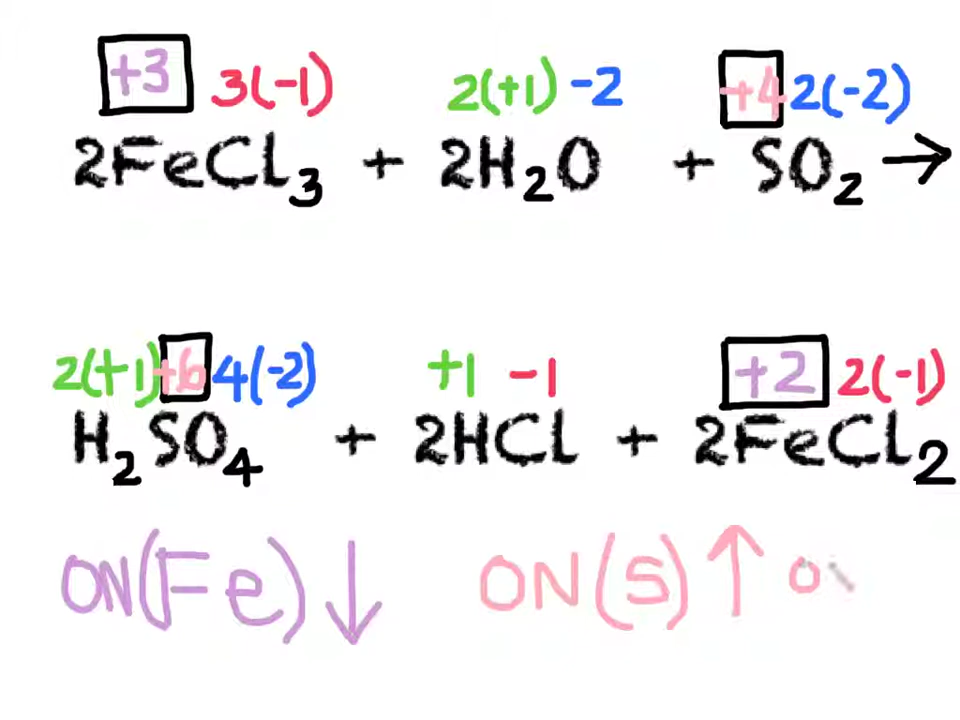 +3 3(-1) 2(+1) -2 +4 2(-2)
2FeCl₃ + 2H₂O + SO₂ →
2(+1) +6 4(-2) +1 -1 +2 2(-1)
H₂SO₄ + 2HCl + 2FeCl₂
ON(Fe) ↓ ON(S) ↑